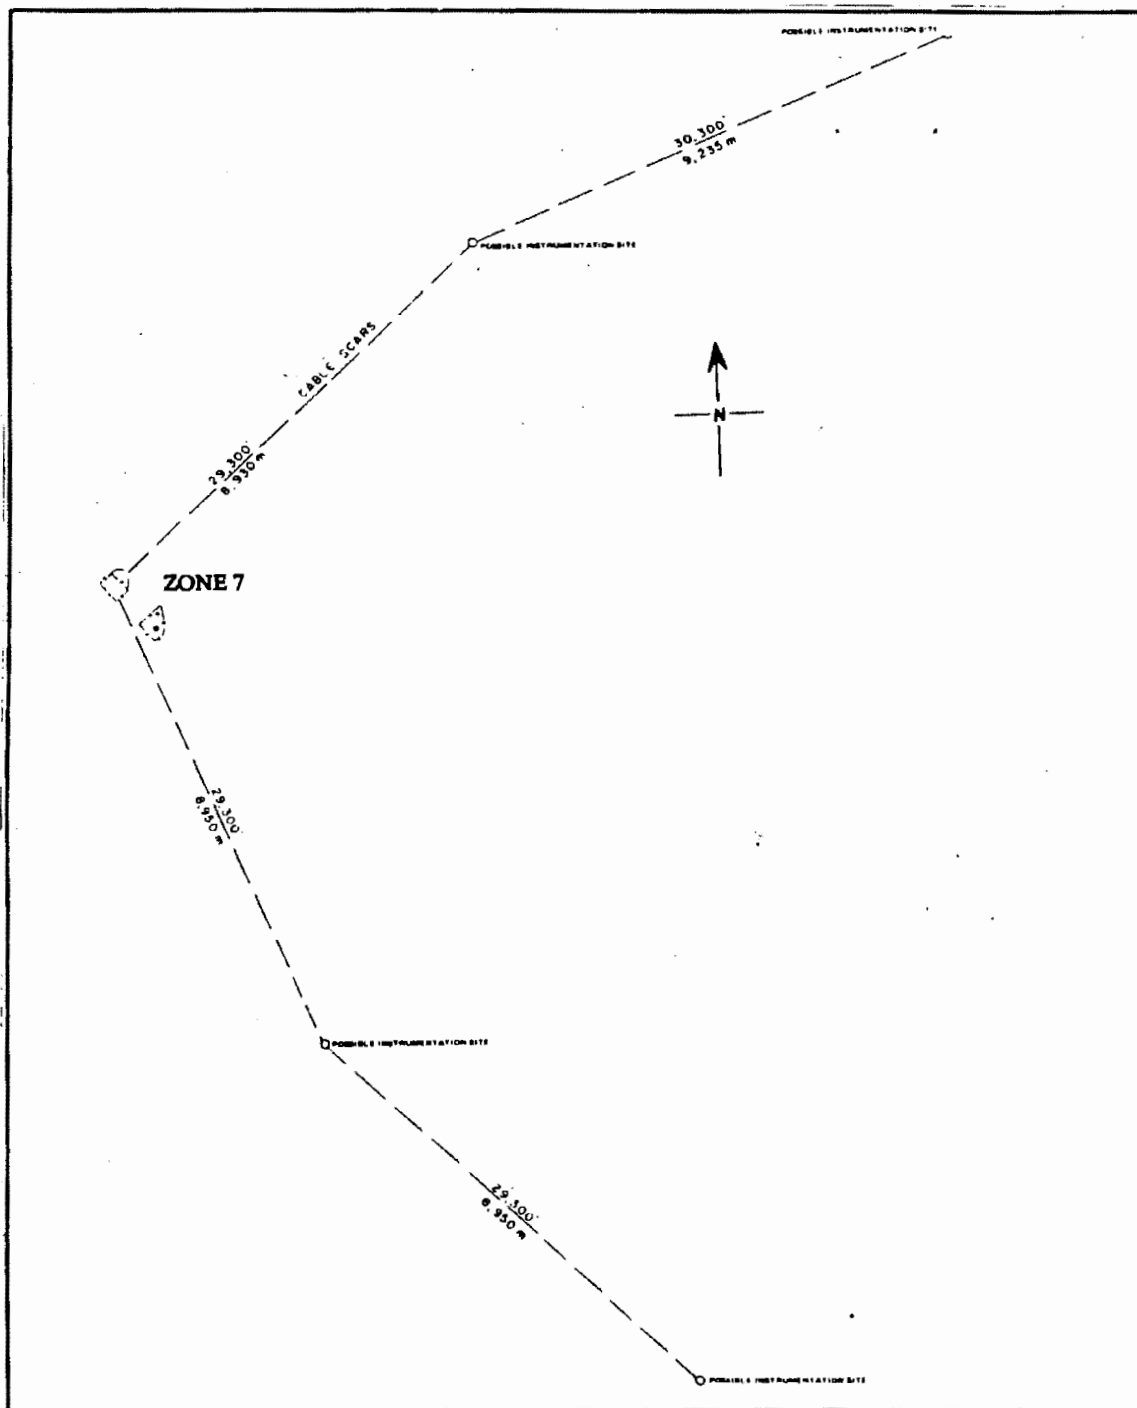 POSSIBLE INSTRUMENTATION SITE
30,300'
9,235 m
POSSIBLE INSTRUMENTATION SITE
CABLE SCARS
N
29,300'
8,930 m
ZONE 7
29,300'
8,950 m
POSSIBLE INSTRUMENTATION SITE
29,300'
8,950 m
POSSIBLE INSTRUMENTATION SITE